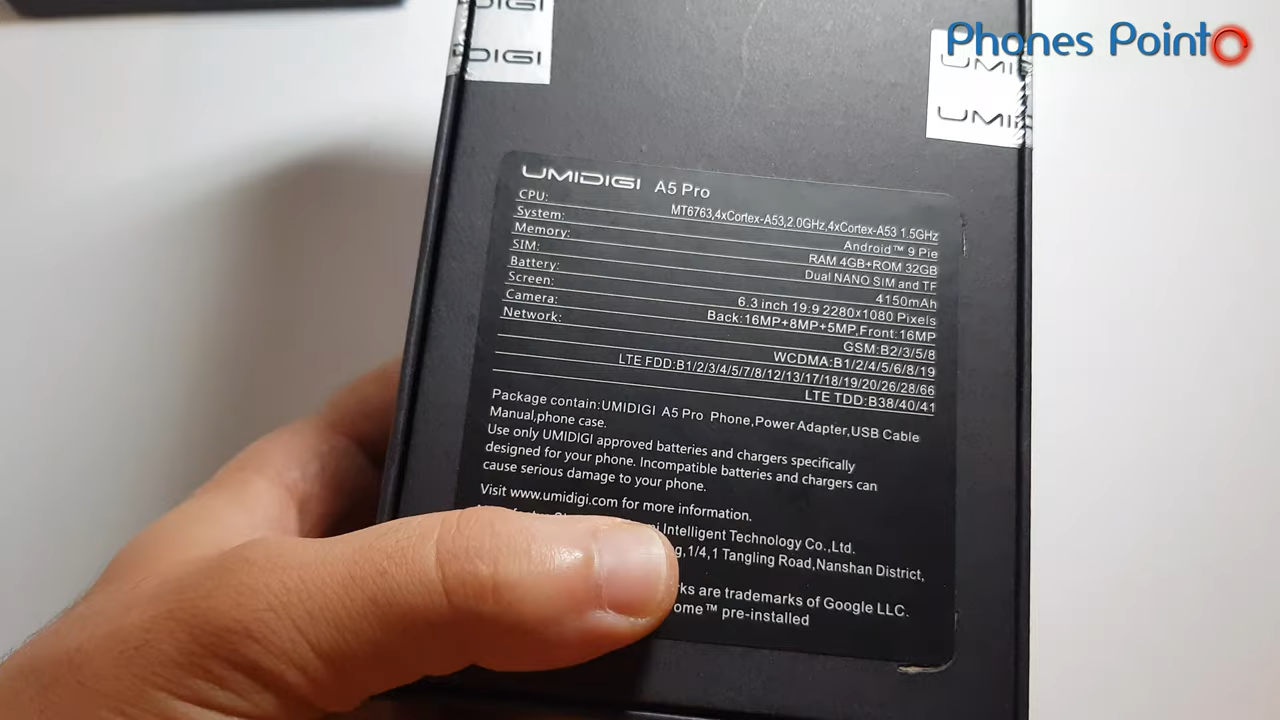 DIGI
DIGI
Phones Point
UMI
UMID
UMIDIGI A5 Pro
CPU: MT6763,4xCortex-A53,2.0GHz,4xCortex-A53 1.5GHz
System: Android™ 9 Pie
Memory: RAM 4GB+ROM 32GB
SIM: Dual NANO SIM and TF
Battery: 4150mAh
Screen: 6.3 inch 19:9 2280x1080 Pixels
Camera: Back:16MP+8MP+5MP,Front:16MP
Network: GSM:B2/3/5/8
WCDMA:B1/2/4/5/6/8/19
LTE FDD:B1/2/3/4/5/7/8/12/13/17/18/19/20/26/28/66
LTE TDD:B38/40/41
Package contain:UMIDIGI A5 Pro Phone,Power Adapter,USB Cable
Manual,phone case.
Use only UMIDIGI approved batteries and chargers specifically
designed for your phone. Incompatible batteries and chargers can
cause serious damage to your phone.
Visit www.umidigi.com for more information.
Intelligent Technology Co.,Ltd.
g,1/4,1 Tangling Road,Nanshan District,
rks are trademarks of Google LLC.
ome™ pre-installed